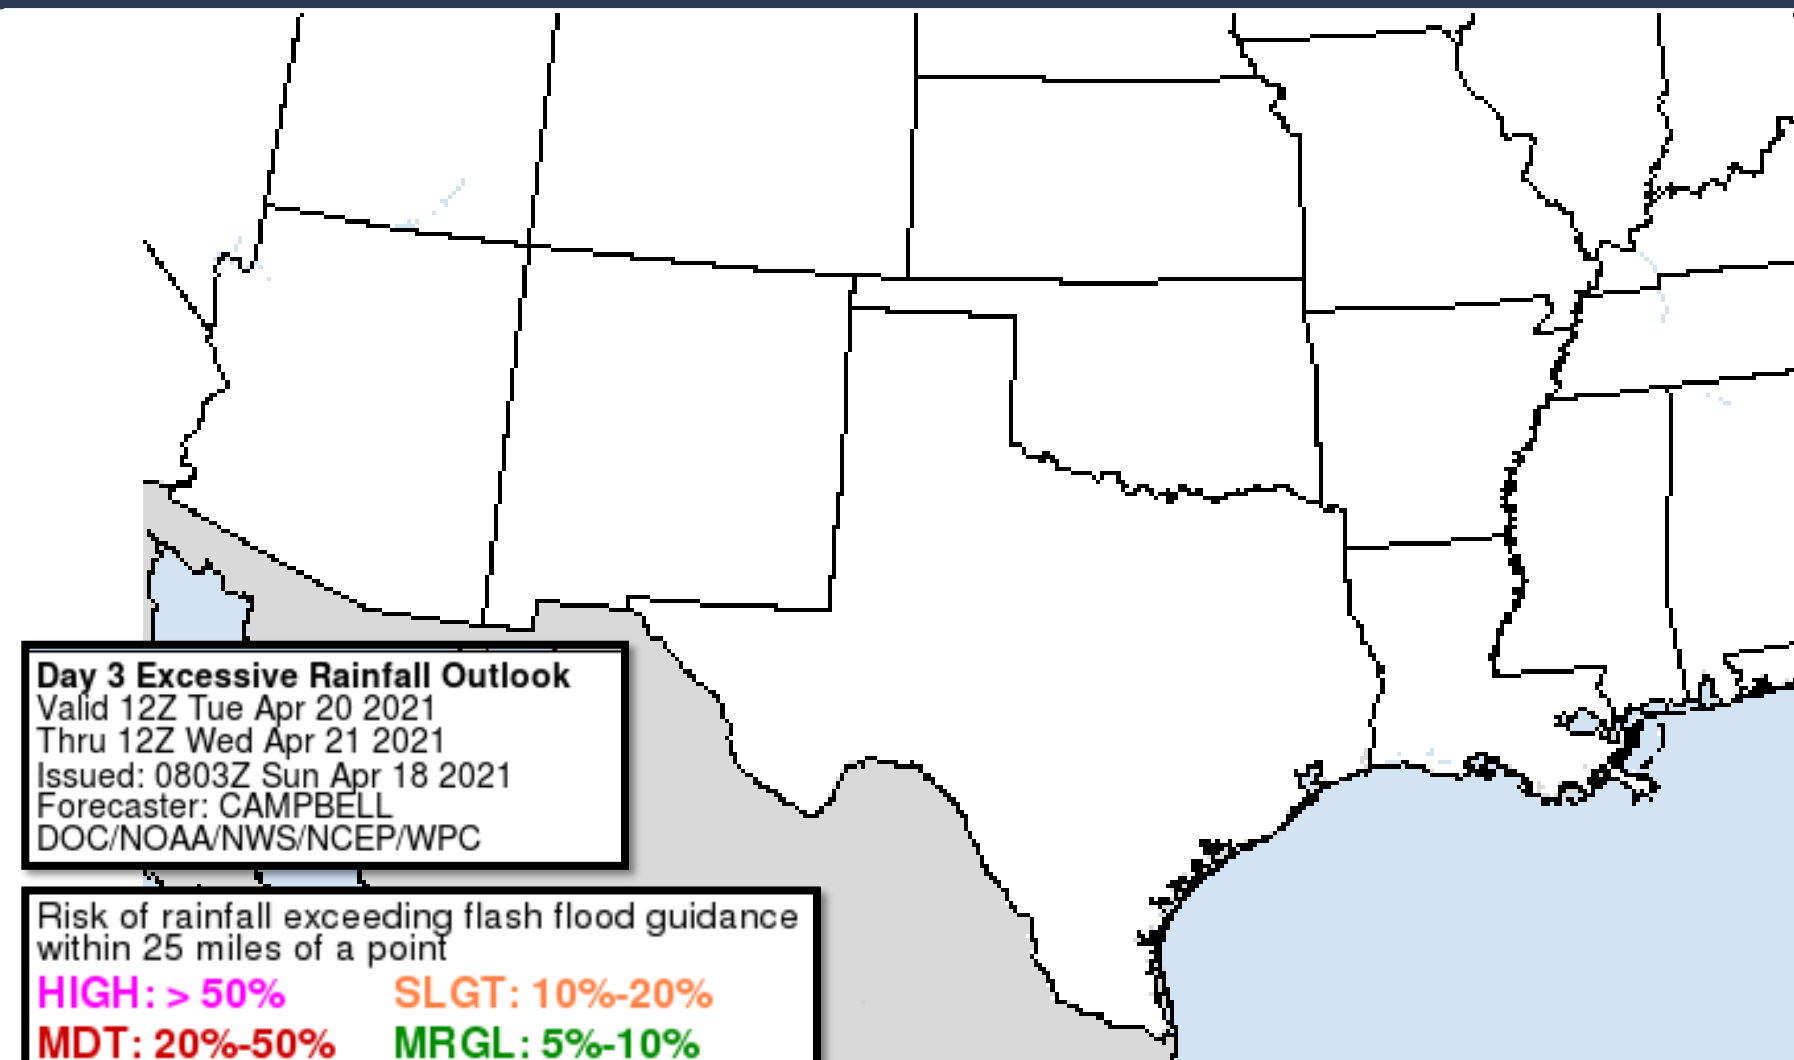 Day 3 Excessive Rainfall Outlook
Valid 12Z Tue Apr 20 2021
Thru 12Z Wed Apr 21 2021
Issued: 0803Z Sun Apr 18 2021
Forecaster: CAMPBELL
DOC/NOAA/NWS/NCEP/WPC
Risk of rainfall exceeding flash flood guidance
within 25 miles of a point
HIGH: > 50% SLGT: 10%-20%
MDT: 20%-50% MRGL: 5%-10%